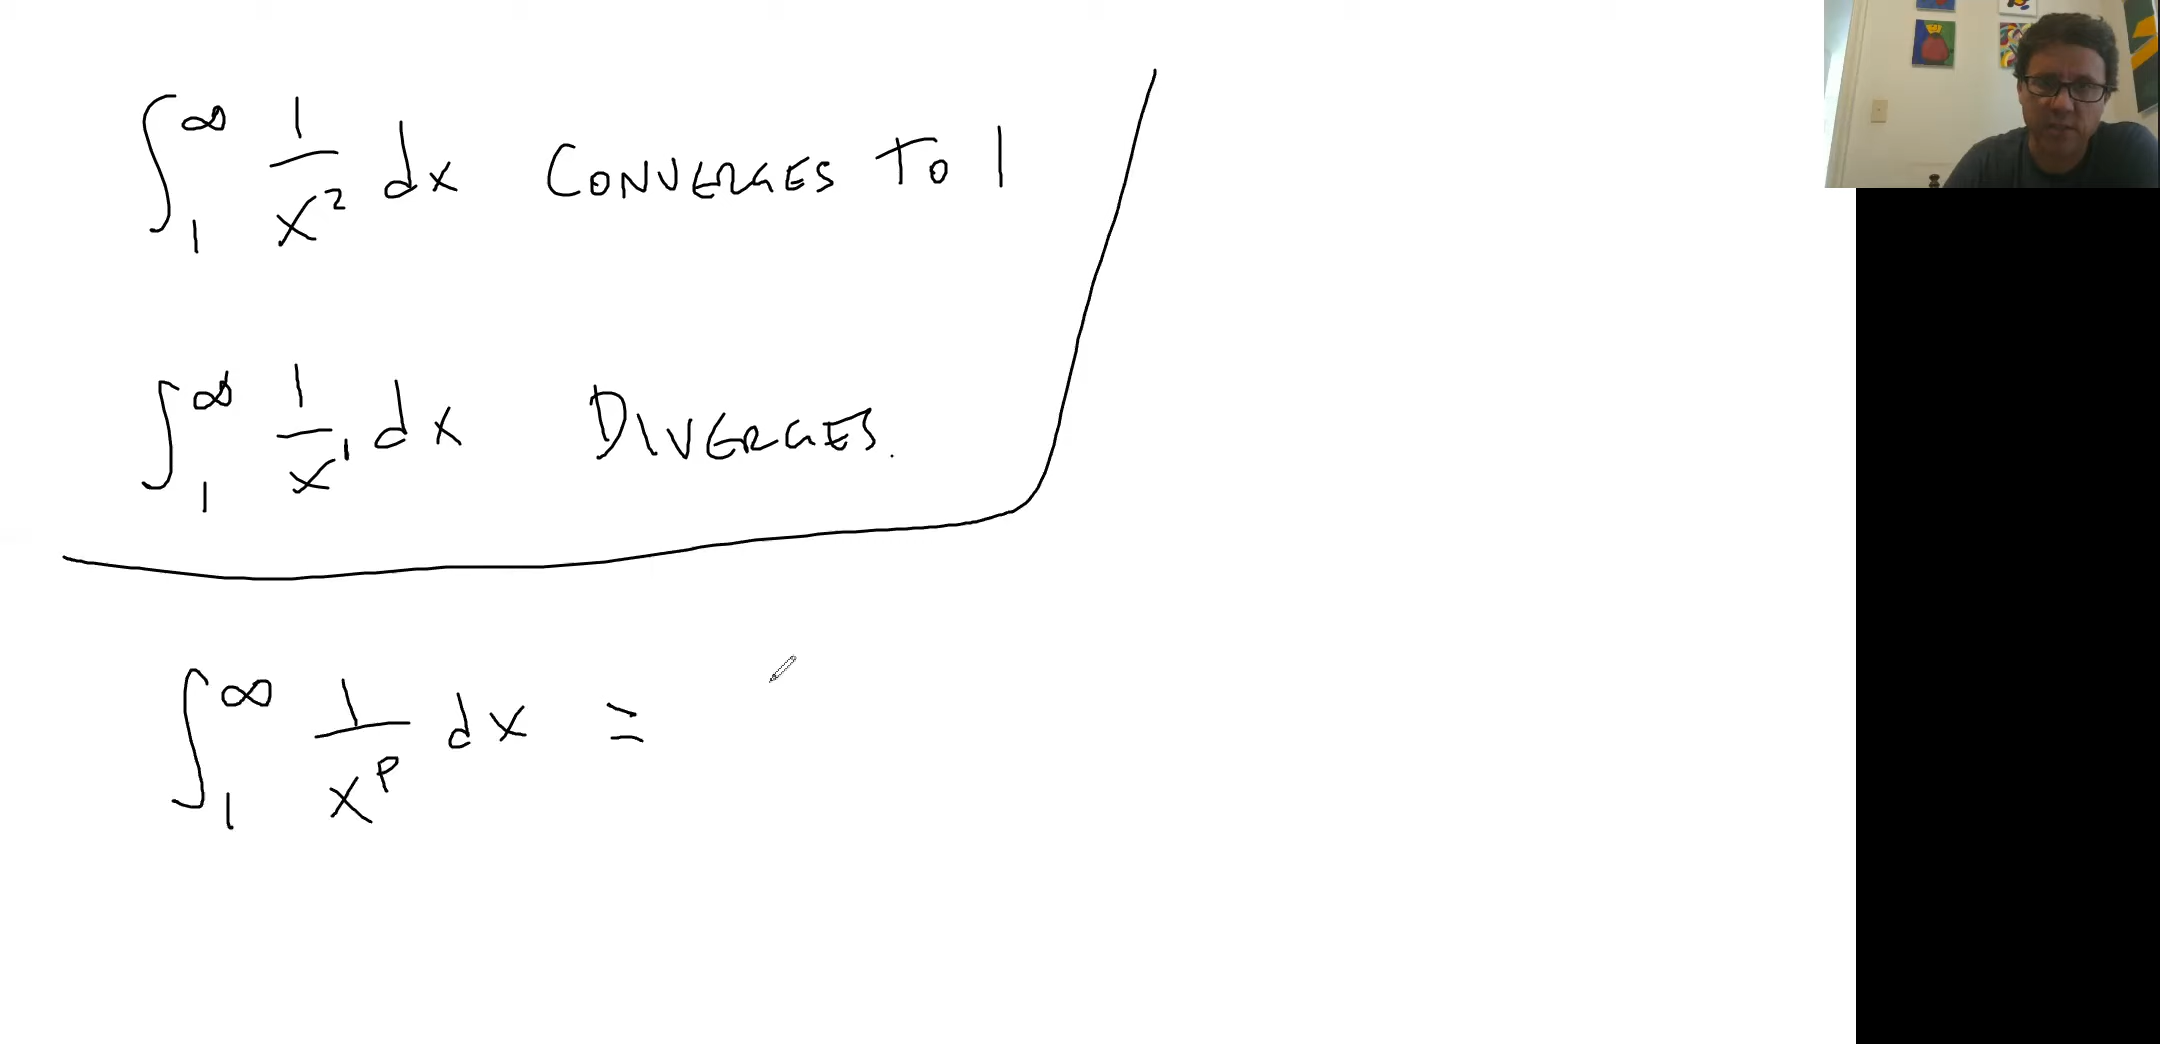 ∫₁^∞ 1/x² dx CONVERGES TO 1
∫₁^∞ 1/x¹ dx DIVERGES.
∫₁^∞ 1/x^p dx =